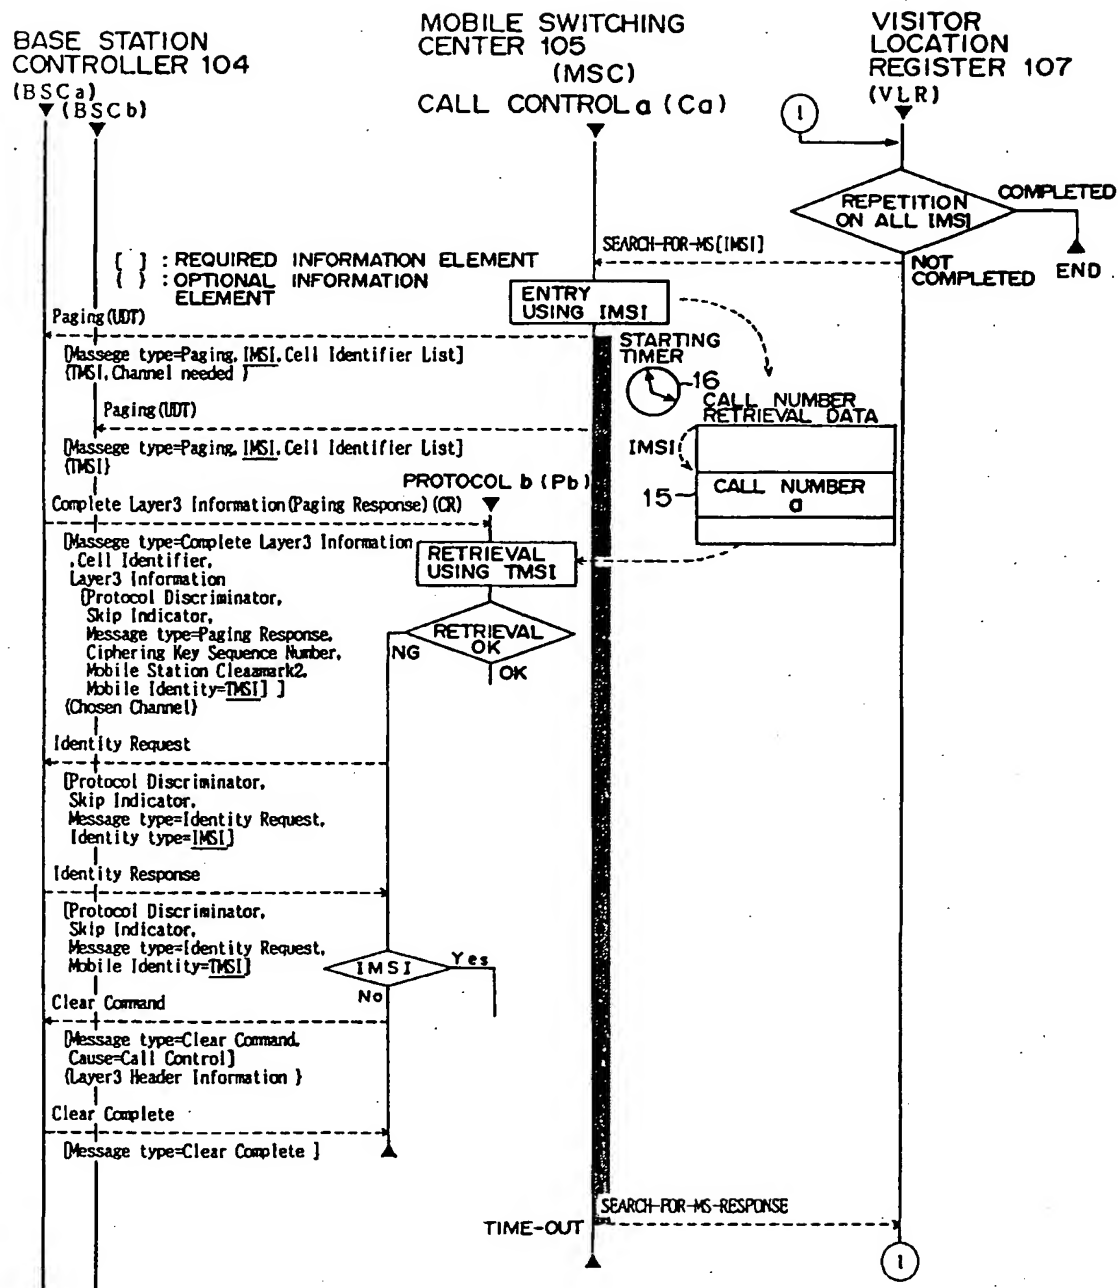 BASE STATION
CONTROLLER 104
(BSCa)
(BSCb)
MOBILE SWITCHING
CENTER 105
(MSC)
CALL CONTROL a (Ca)
VISITOR
LOCATION
REGISTER 107
(VLR)
1
REPETITION
ON ALL IMSI
COMPLETED
END
NOT
COMPLETED
SEARCH-FOR-MS[IMSI]
[ ] : REQUIRED INFORMATION ELEMENT
{ } : OPTIONAL INFORMATION
ELEMENT
ENTRY
USING IMSI
Paging(UDT)
[Massege type=Paging, IMSI, Cell Identifier List]
{TMSI, Channel needed }
STARTING
TIMER
16
CALL NUMBER
RETRIEVAL DATA
Paging(UDT)
[Massege type=Paging, IMSI, Cell Identifier List]
{TMSI}
IMSI
15
CALL NUMBER
a
PROTOCOL b (Pb)
Complete Layer3 Information(Paging Response)(CR)
[Massege type=Complete Layer3 Information
,Cell Identifier,
Layer3 Information
[Protocol Discriminator,
Skip Indicator,
Message type=Paging Response,
Ciphering Key Sequence Number,
Mobile Station Cleaamark2,
Mobile Identity=TMSI] ]
{Chosen Channel}
RETRIEVAL
USING TMSI
RETRIEVAL
OK
NG
OK
Identity Request
[Protocol Discriminator,
Skip Indicator,
Message type=Identity Request,
Identity type=IMSI]
Identity Response
[Protocol Discriminator,
Skip Indicator,
Message type=Identity Request,
Mobile Identity=TMSI]
IMSI
Yes
No
Clear Command
[Message type=Clear Command,
Cause=Call Control]
{Layer3 Header Information }
Clear Complete
[Message type=Clear Complete ]
SEARCH-FOR-MS-RESPONSE
TIME-OUT
1